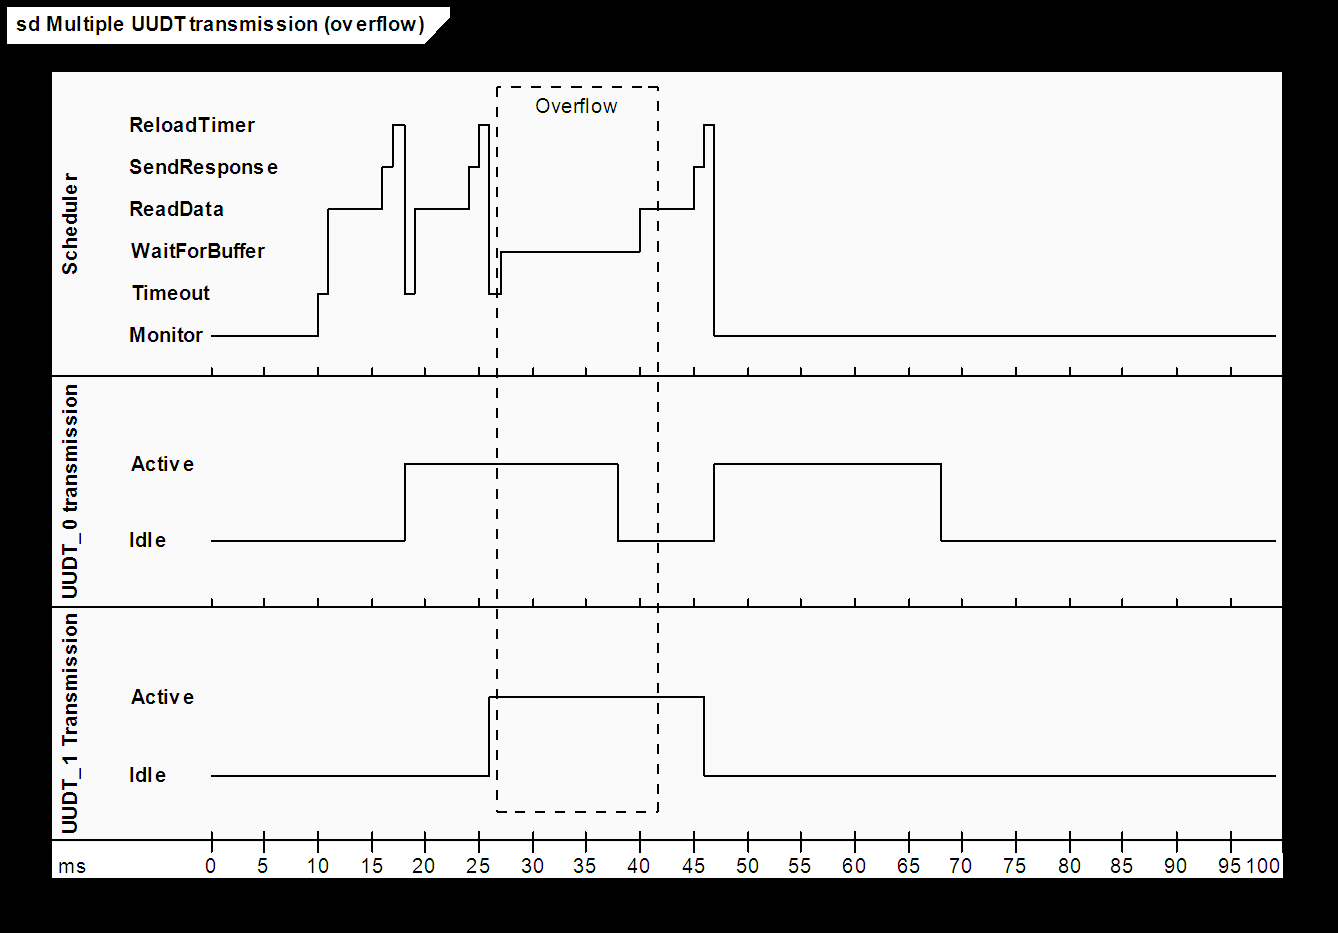 sd Multiple UUDT transmission (overflow)
Overflow
Scheduler
ReloadTimer
SendResponse
ReadData
WaitForBuffer
Timeout
Monitor
UUDT_0 transmission
Active
Idle
UUDT_1 Transmission
Active
Idle
ms 0 5 10 15 20 25 30 35 40 45 50 55 60 65 70 75 80 85 90 95 100